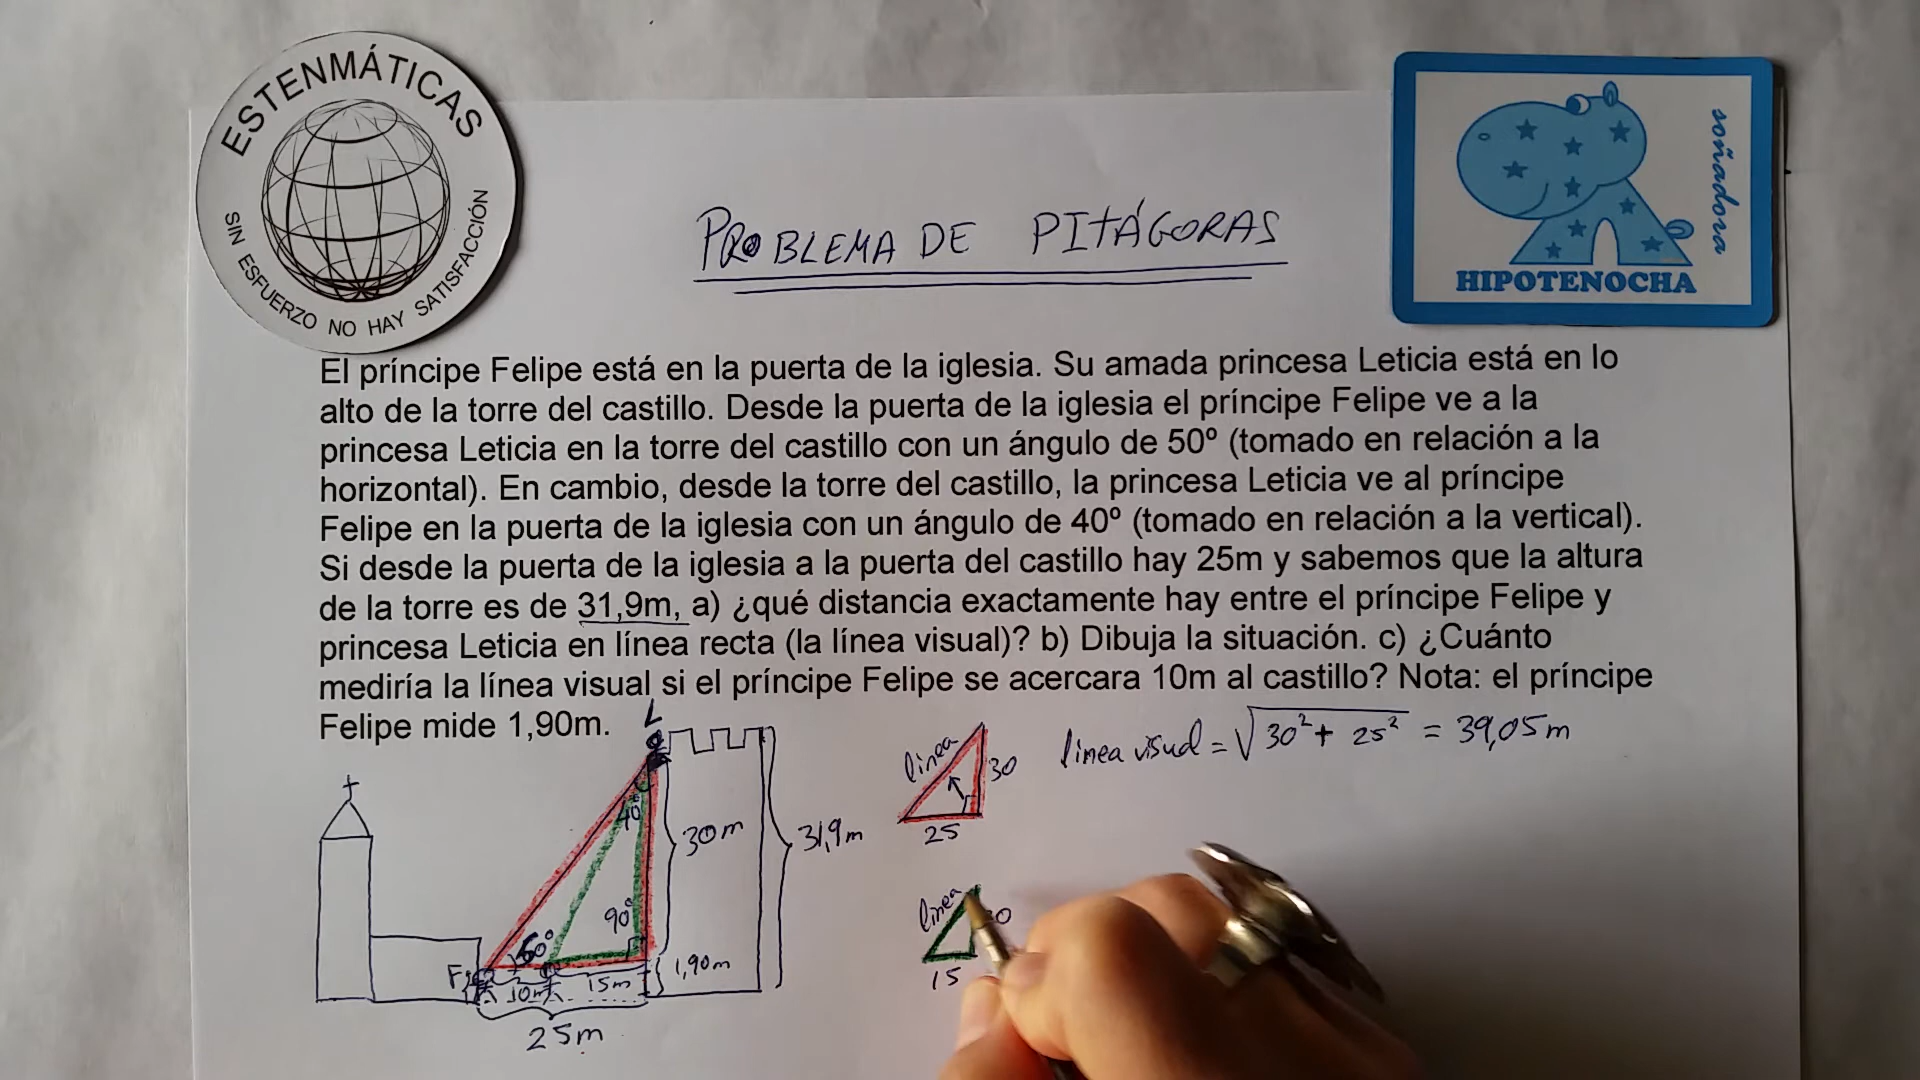 ESTENMÁTICAS
SIN ESFUERZO NO HAY SATISFACCIÓN
soñadora
HIPOTENOCHA
PROBLEMA DE PITÁGORAS
El príncipe Felipe está en la puerta de la iglesia. Su amada princesa Leticia está en lo
alto de la torre del castillo. Desde la puerta de la iglesia el príncipe Felipe ve a la
princesa Leticia en la torre del castillo con un ángulo de 50º (tomado en relación a la
horizontal). En cambio, desde la torre del castillo, la princesa Leticia ve al príncipe
Felipe en la puerta de la iglesia con un ángulo de 40º (tomado en relación a la vertical).
Si desde la puerta de la iglesia a la puerta del castillo hay 25m y sabemos que la altura
de la torre es de 31,9m, a) ¿qué distancia exactamente hay entre el príncipe Felipe y
princesa Leticia en línea recta (la línea visual)? b) Dibuja la situación. c) ¿Cuánto
mediría la línea visual si el príncipe Felipe se acercara 10m al castillo? Nota: el príncipe
Felipe mide 1,90m.
L
40°
30m
31,9m
90°
50°
F
1,90m
10m
15m
25m
linea
30
25
linea visual = √30² + 25² = 39,05m
linea
15